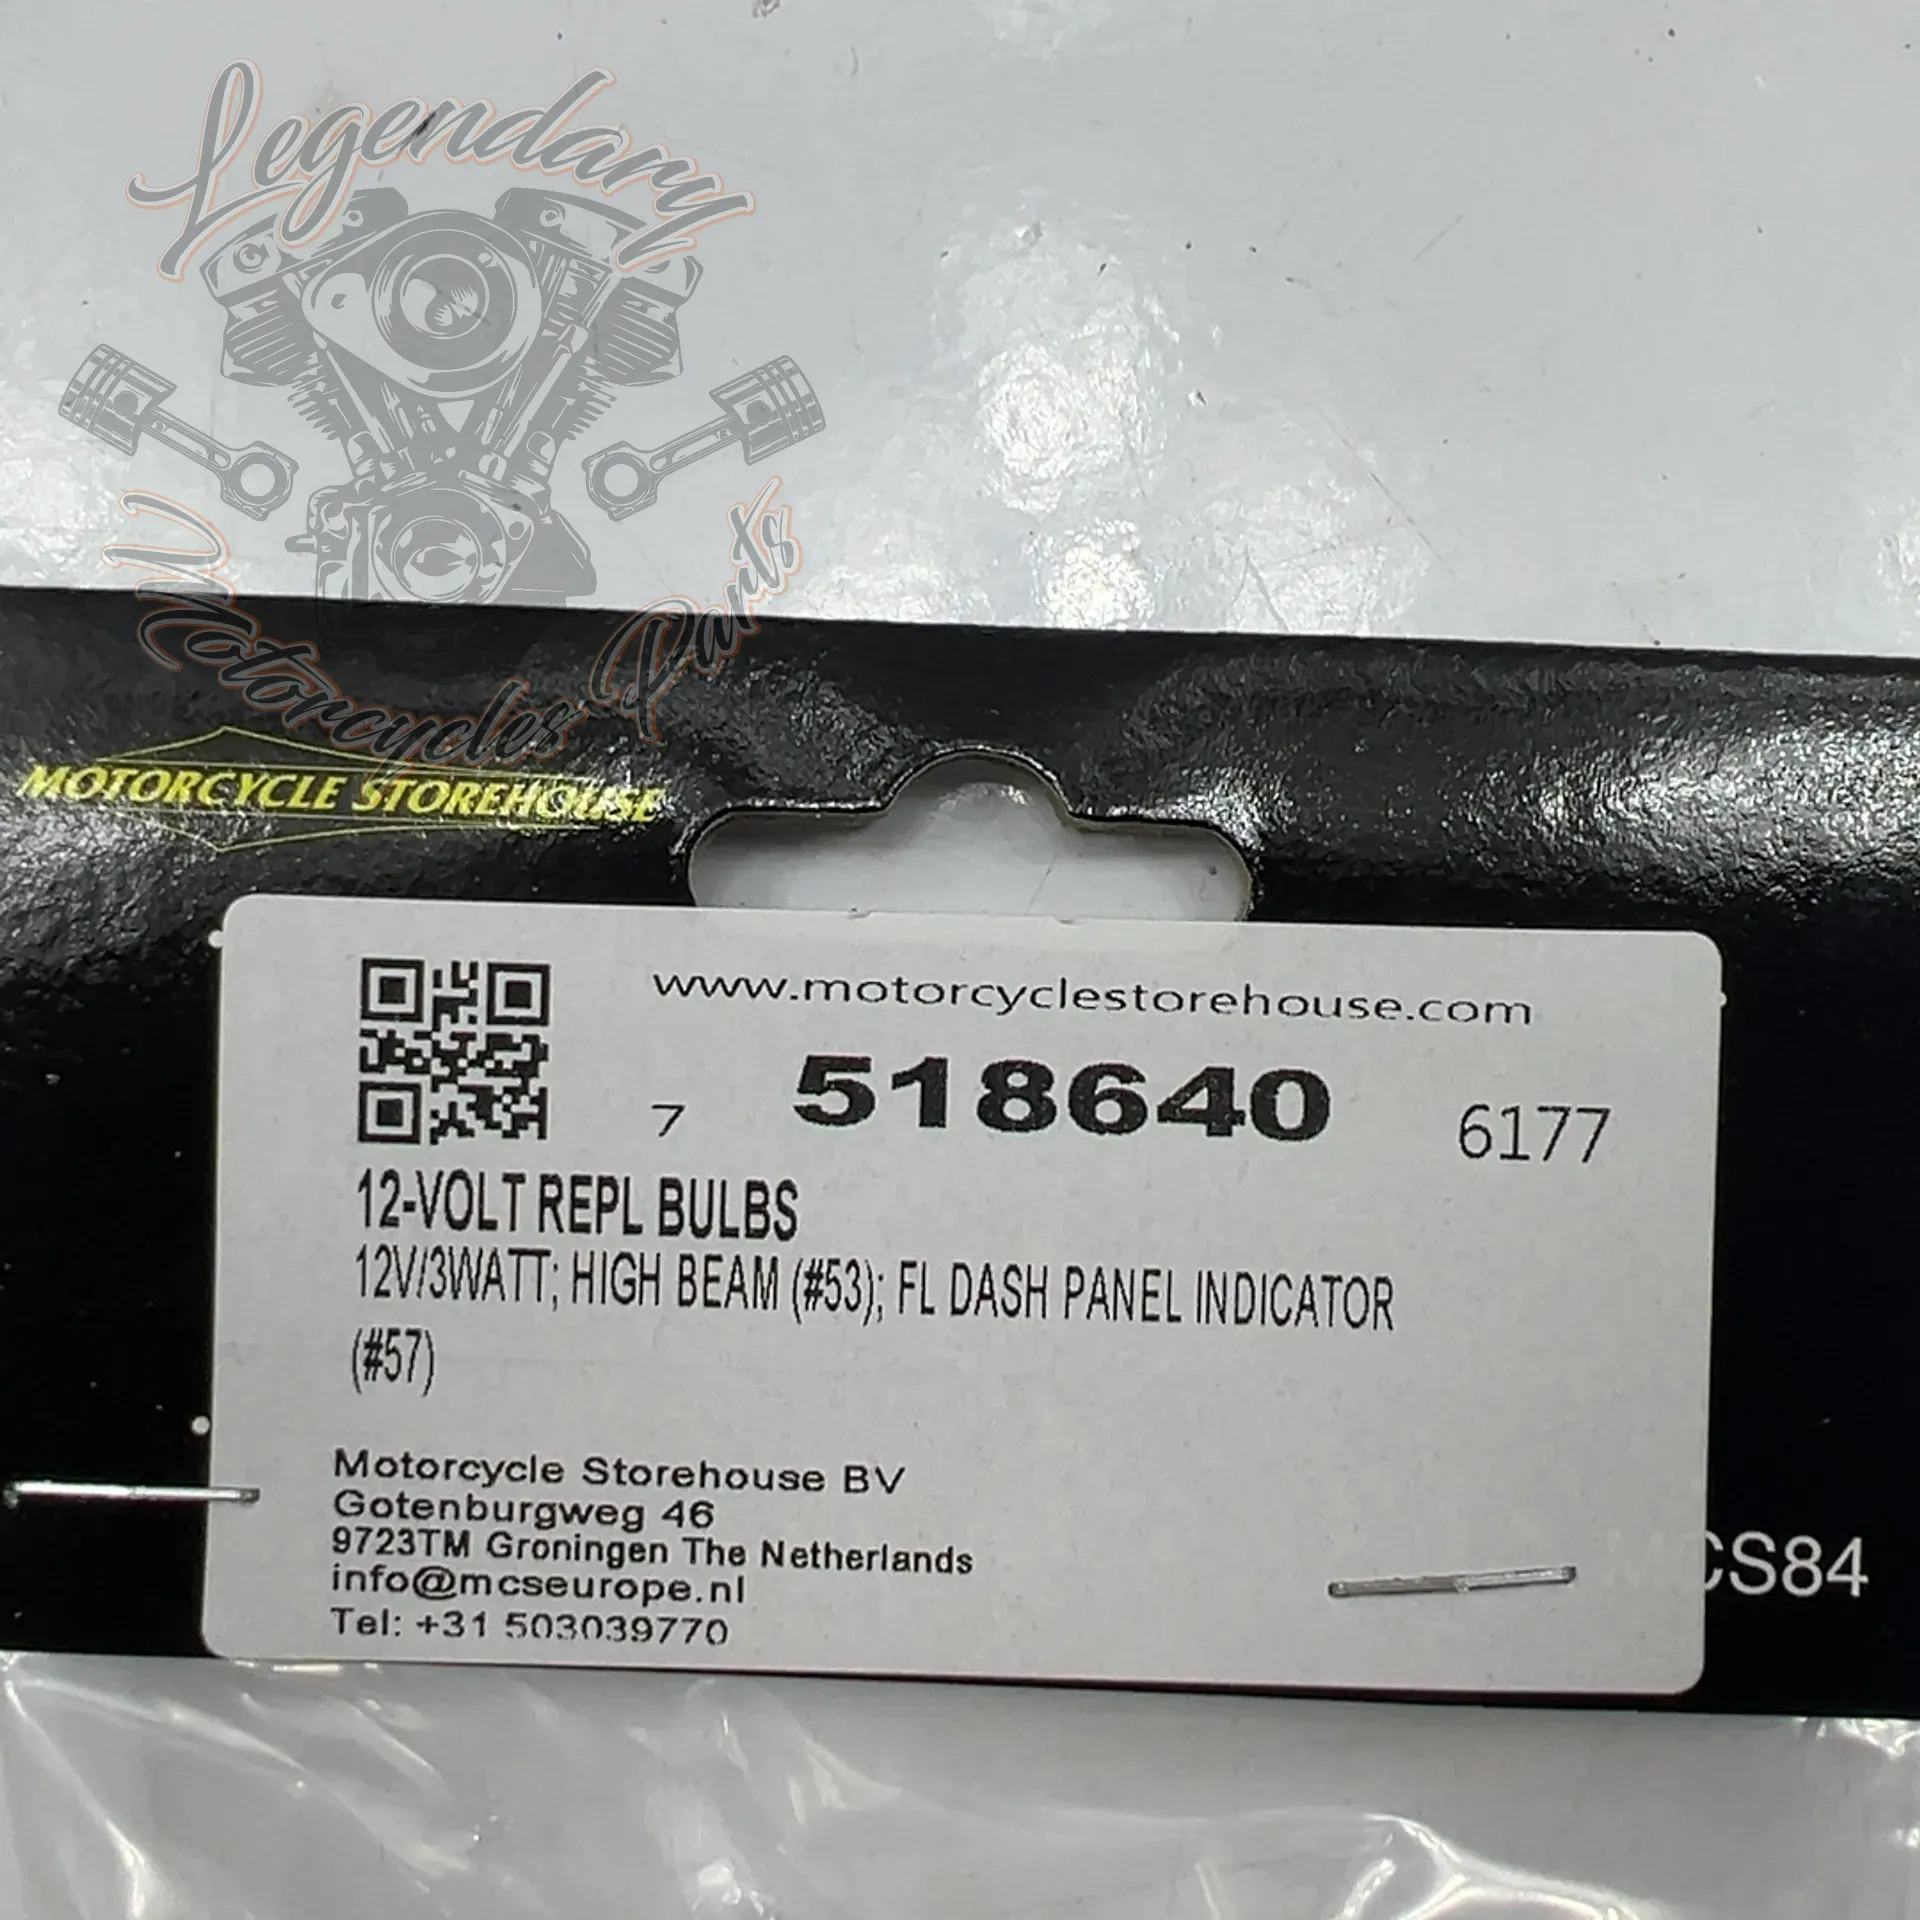 Legendary
Motorcycles Parts
MOTORCYCLE STOREHOUSE
www.motorcyclestorehouse.com
7 518640 6177
12-VOLT REPL BULBS
12V/3WATT; HIGH BEAM (#53); FL DASH PANEL INDICATOR
(#57)
Motorcycle Storehouse BV
Gotenburgweg 46
9723TM Groningen The Netherlands
info@mcseurope.nl
Tel: +31 503039770
MCS84